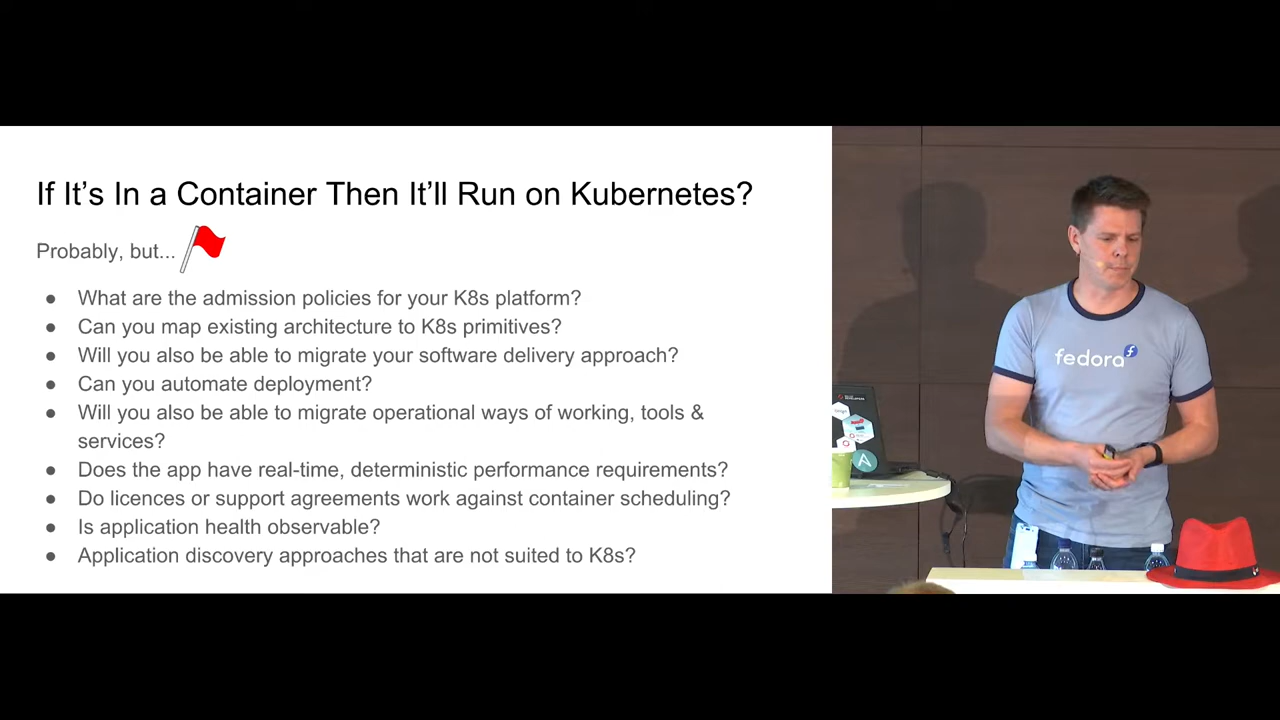 If It's In a Container Then It'll Run on Kubernetes?
Probably, but...
● What are the admission policies for your K8s platform?
● Can you map existing architecture to K8s primitives?
● Will you also be able to migrate your software delivery approach?
● Can you automate deployment?
● Will you also be able to migrate operational ways of working, tools &
services?
● Does the app have real-time, deterministic performance requirements?
● Do licences or support agreements work against container scheduling?
● Is application health observable?
● Application discovery approaches that are not suited to K8s?
fedora